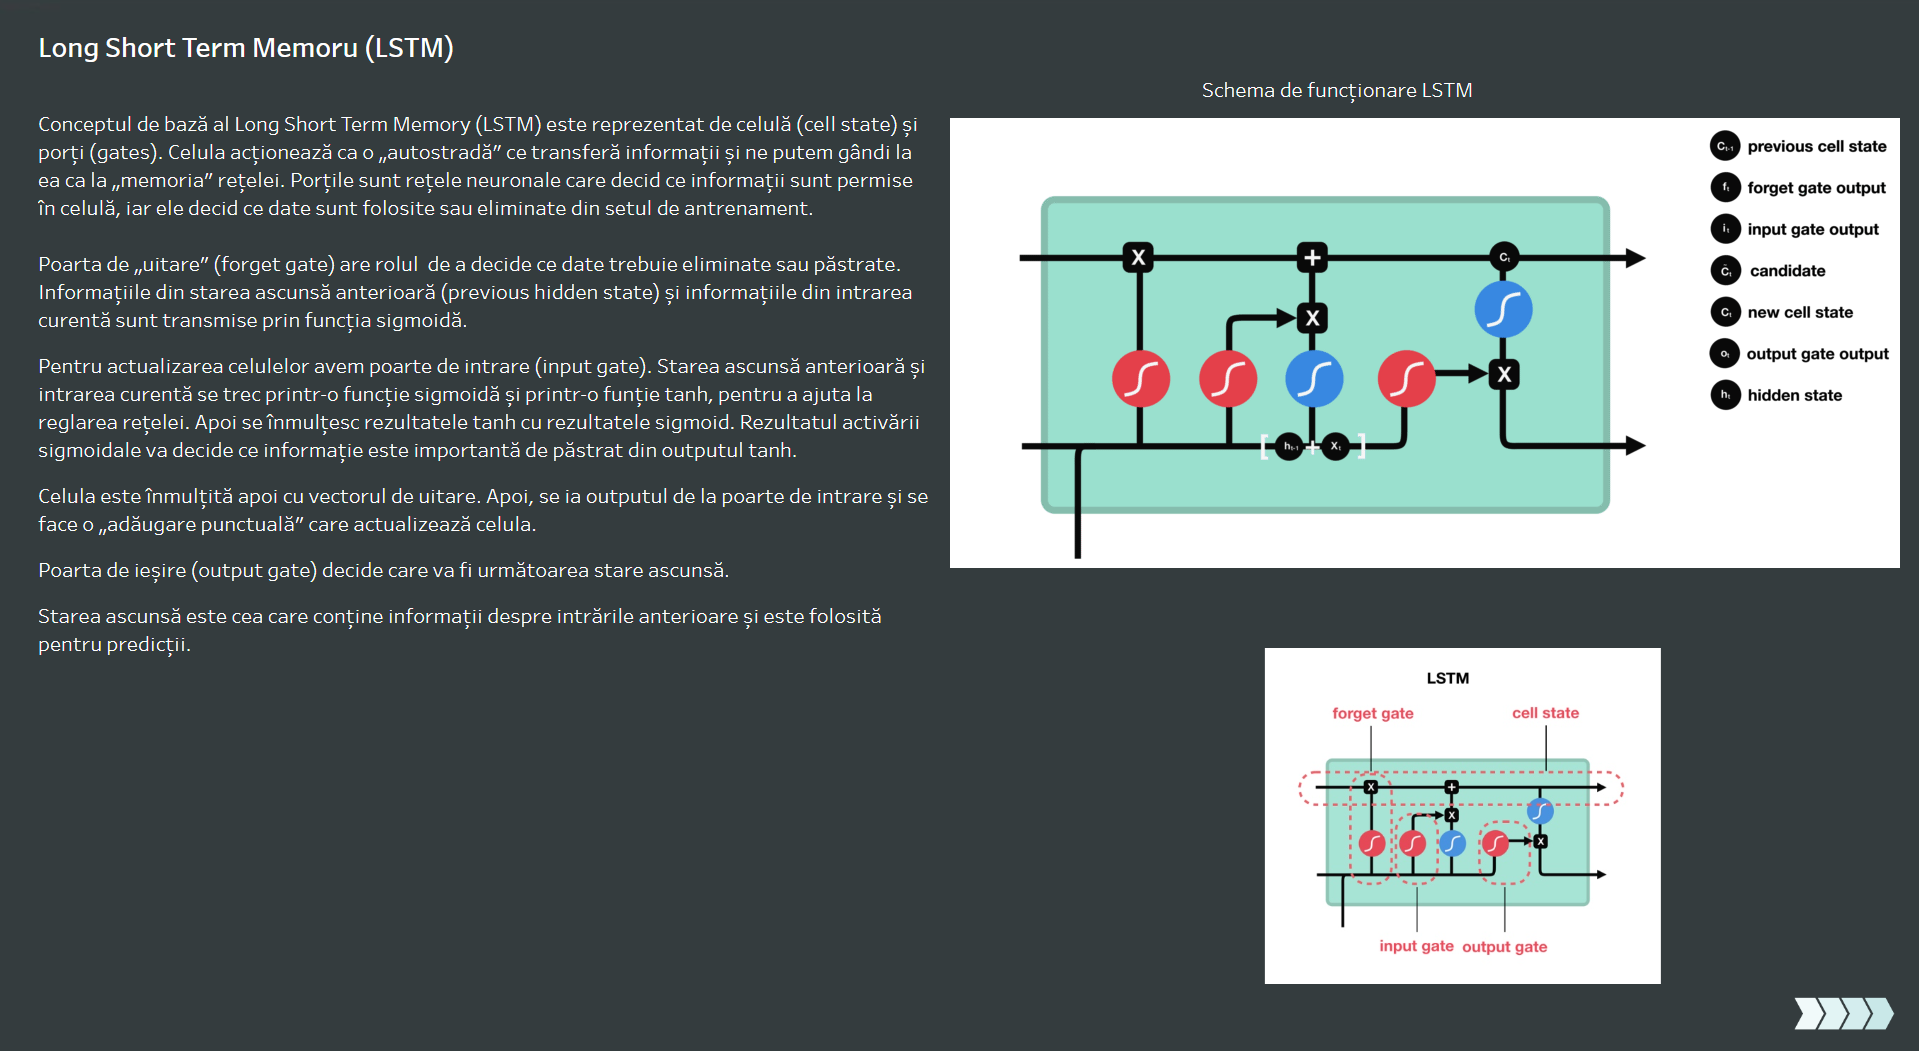 Long Short Term Memoru (LSTM)
Conceptul de bază al Long Short Term Memory (LSTM) este reprezentat de celulă (cell state) și
porți (gates). Celula acționează ca o „autostradă” ce transferă informații și ne putem gândi la
ea ca la „memoria” rețelei. Porțile sunt rețele neuronale care decid ce informații sunt permise
în celulă, iar ele decid ce date sunt folosite sau eliminate din setul de antrenament.
Poarta de „uitare” (forget gate) are rolul  de a decide ce date trebuie eliminate sau păstrate.
Informațiile din starea ascunsă anterioară (previous hidden state) și informațiile din intrarea
curentă sunt transmise prin funcția sigmoidă.
Pentru actualizarea celulelor avem poarte de intrare (input gate). Starea ascunsă anterioară și
intrarea curentă se trec printr-o funcție sigmoidă și printr-o funție tanh, pentru a ajuta la
reglarea rețelei. Apoi se înmulțesc rezultatele tanh cu rezultatele sigmoid. Rezultatul activării
sigmoidale va decide ce informație este importantă de păstrat din outputul tanh.
Celula este înmulțită apoi cu vectorul de uitare. Apoi, se ia outputul de la poarte de intrare și se
face o „adăugare punctuală” care actualizează celula.
Poarta de ieșire (output gate) decide care va fi următoarea stare ascunsă.
Starea ascunsă este cea care conține informații despre intrările anterioare și este folosită
pentru predicții.
Schema de funcționare LSTM
X + Ct
X
X
[ ht-1 + Xt ]
Ct-1 previous cell state
ft forget gate output
it input gate output
C̃t candidate
Ct new cell state
ot output gate output
ht hidden state
LSTM
forget gate cell state
X +
X
X
input gate output gate